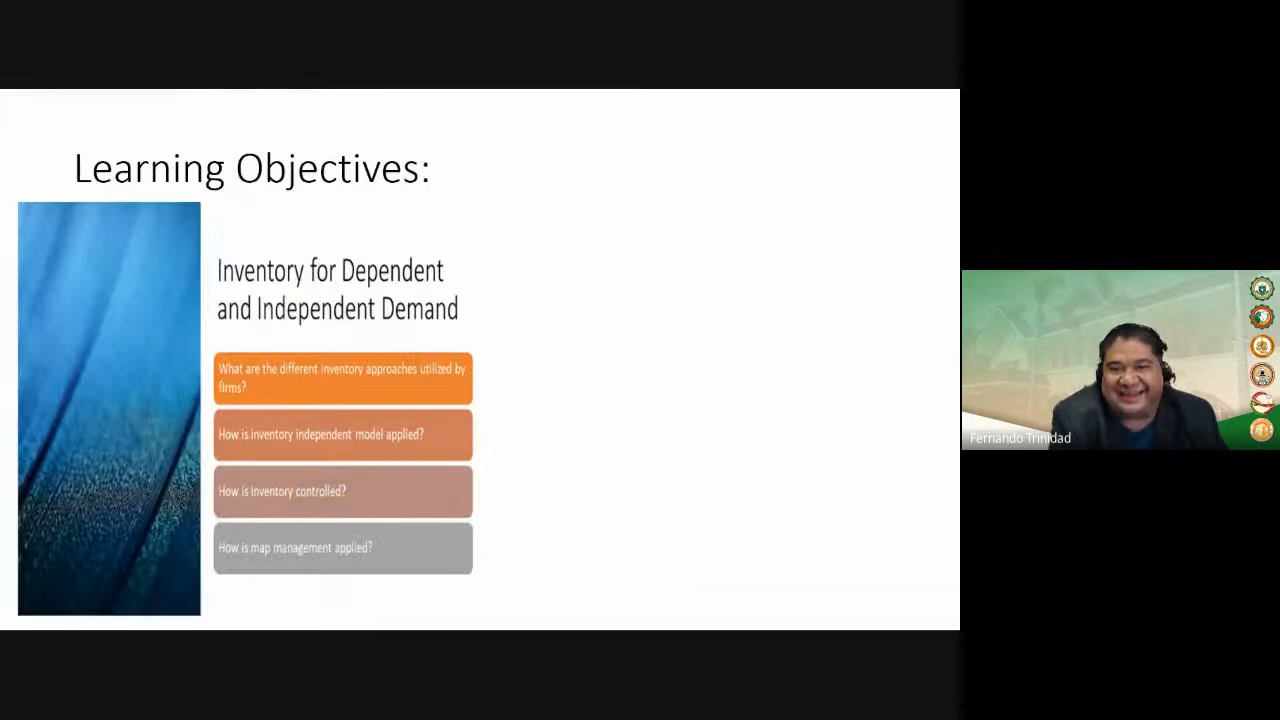 Learning Objectives:
Inventory for Dependent
and Independent Demand
What are the different inventory approaches utilized by
firms?
How is inventory independent model applied?
How is inventory controlled?
How is map management applied?
Fernando Trinidad